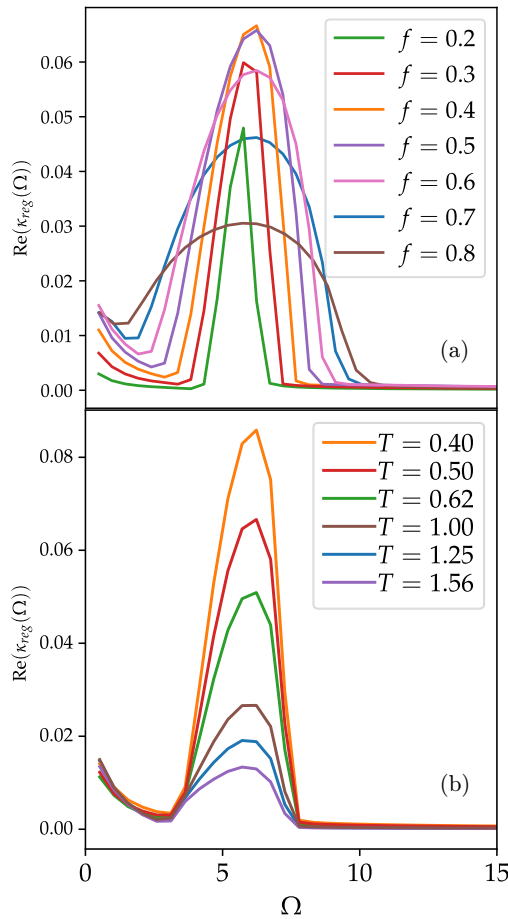 0.06
0.05
0.04
0.03
0.02
0.01
0.00
Re(κreg(Ω))
f = 0.2
f = 0.3
f = 0.4
f = 0.5
f = 0.6
f = 0.7
f = 0.8
(a)
0.08
0.06
0.04
0.02
0.00
Re(κreg(Ω))
T = 0.40
T = 0.50
T = 0.62
T = 1.00
T = 1.25
T = 1.56
(b)
0 5 10 15
Ω